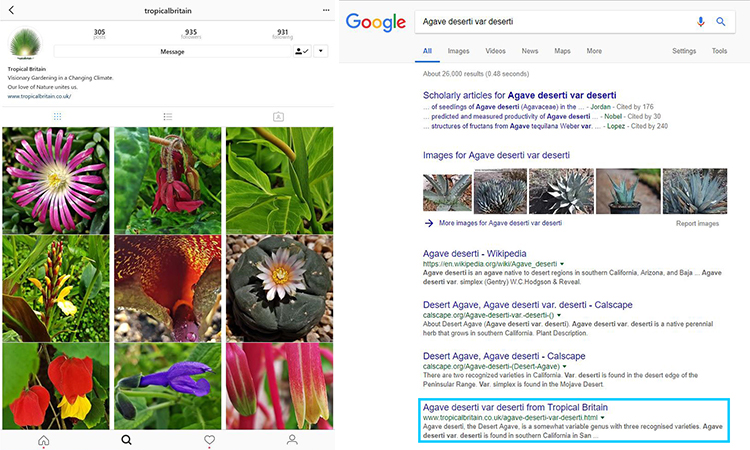 tropicalbritain
305
posts
935
followers
931
following
Message
Tropical Britain
Visionary Gardening in a Changing Climate.
Our love of Nature unites us.
www.tropicalbritain.co.uk/
Google
Agave deserti var deserti
All Images Videos News Maps More Settings Tools
About 26,000 results (0.48 seconds)
Scholarly articles for Agave deserti var deserti
... of seedlings of Agave deserti (Agavaceae) in the ... - Jordan - Cited by 176
... predicted and measured productivity of Agave deserti ... - Nobel - Cited by 30
... structures of fructans from Agave tequilana Weber var. ... - Lopez - Cited by 240
Images for Agave deserti var deserti
More images for Agave deserti var deserti Report images
Agave deserti - Wikipedia
https://en.wikipedia.org/wiki/Agave_deserti
Agave deserti is an agave native to desert regions in southern California, Arizona, and Baja ... Agave
deserti var. simplex (Gentry) W.C.Hodgson & Reveal.
Desert Agave, Agave deserti var. deserti - Calscape
calscape.org/Agave-deserti-var.-deserti-()
About Desert Agave (Agave deserti var. deserti). Agave deserti var. deserti is a native perennial
herb that grows in southern California. Plant Description.
Desert Agave, Agave deserti - Calscape
calscape.org/Agave-deserti-(Desert-Agave)
There are two recognized varieties in California. Var. deserti is found in the desert edge of the
Peninsular Range. Var. simplex is found in the Mojave Desert
Agave deserti var deserti from Tropical Britain
www.tropicalbritain.co.uk/agave-deserti-var-deserti.html
Agave deserti, the Desert Agave, is a somewhat variable genus with three recognised varieties. Agave
deserti var. deserti is found in southern California in San ...